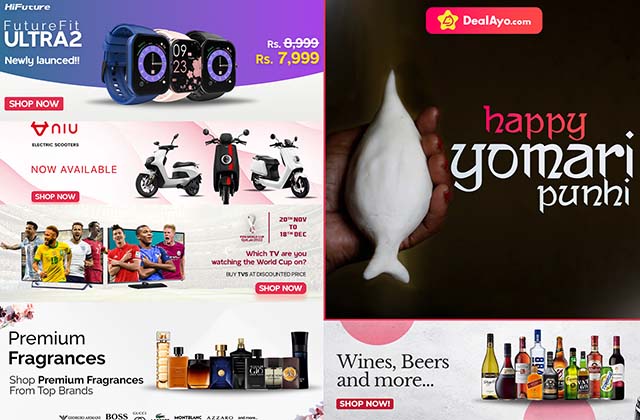 HiFuture
FutureFit
ULTRA2
Newly launced!!
Rs. 8,999
Rs. 7,999
SHOP NOW
niu
ELECTRIC SCOOTERS
NOW AVAILABLE
SHOP NOW
20TH NOV
TO
18TH DEC
Which TV are you
watching the World Cup on?
BUY TVS AT DISCOUNTED PRICE
SHOP NOW
Premium
Fragrances
Shop Premium Fragrances
From Top Brands
GIORGIO ARMANI BOSS GUCCI MONTBLANC AZZARO and more...
DealAyo.com
happy
yomari
punhi
Wines, Beers
and more...
SHOP NOW!